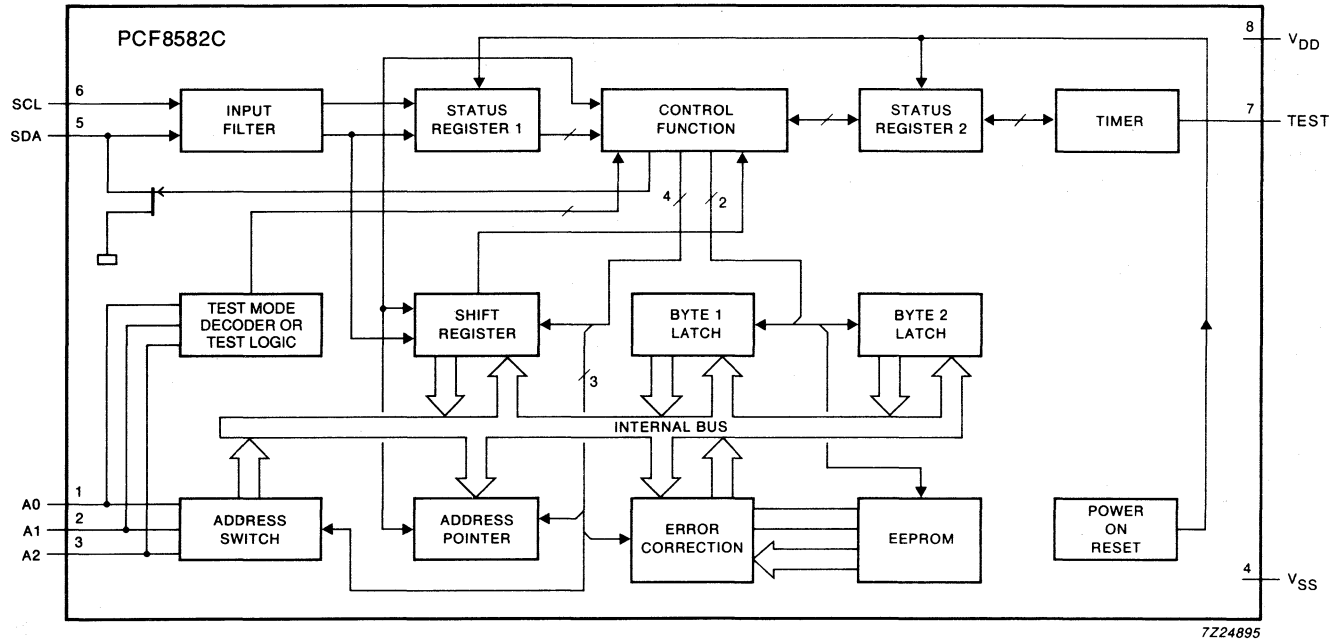 PCF8582C
8
V_DD
6
SCL
5
SDA
INPUT
FILTER
STATUS
REGISTER 1
CONTROL
FUNCTION
STATUS
REGISTER 2
TIMER
7
TEST
4
2
TEST MODE
DECODER OR
TEST LOGIC
SHIFT
REGISTER
BYTE 1
LATCH
BYTE 2
LATCH
3
INTERNAL BUS
1
A0
2
A1
3
A2
ADDRESS
SWITCH
ADDRESS
POINTER
ERROR
CORRECTION
EEPROM
POWER
ON
RESET
4
V_SS
7Z24895